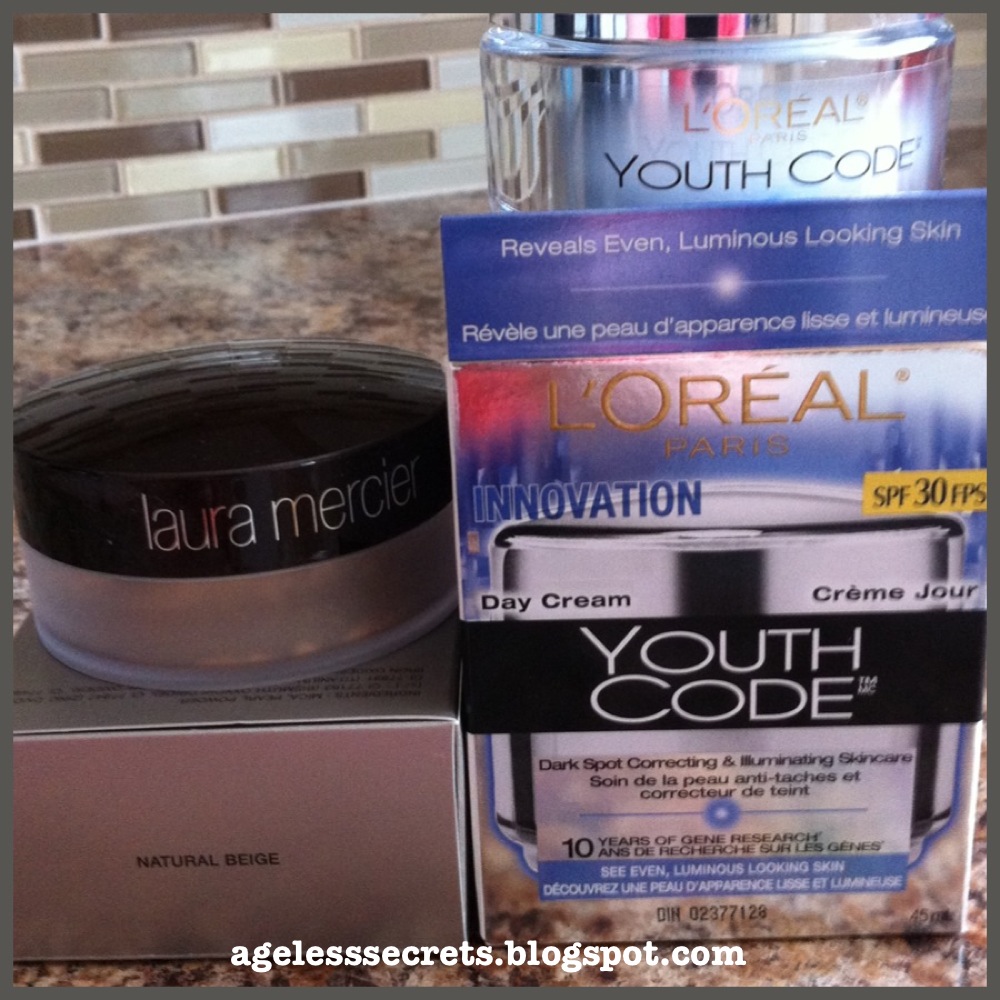 L'ORÉAL®
PARIS
YOUTH CODE™
Reveals Even, Luminous Looking Skin
Révèle une peau d'apparence lisse et lumineuse
L'ORÉAL®
PARIS
INNOVATION
SPF 30 FPS
Day Cream
Crème Jour
YOUTH
CODE TM MC
Dark Spot Correcting & Illuminating Skincare
Soin de la peau anti-taches et
correcteur de teint
10 YEARS OF GENE RESEARCH*
ANS DE RECHERCHE SUR LES GÈNES*
SEE EVEN, LUMINOUS LOOKING SKIN
DÉCOUVREZ UNE PEAU D'APPARENCE LISSE ET LUMINEUSE
DIN 02377128
laura mercier
NATURAL BEIGE
agelesssecrets.blogspot.com